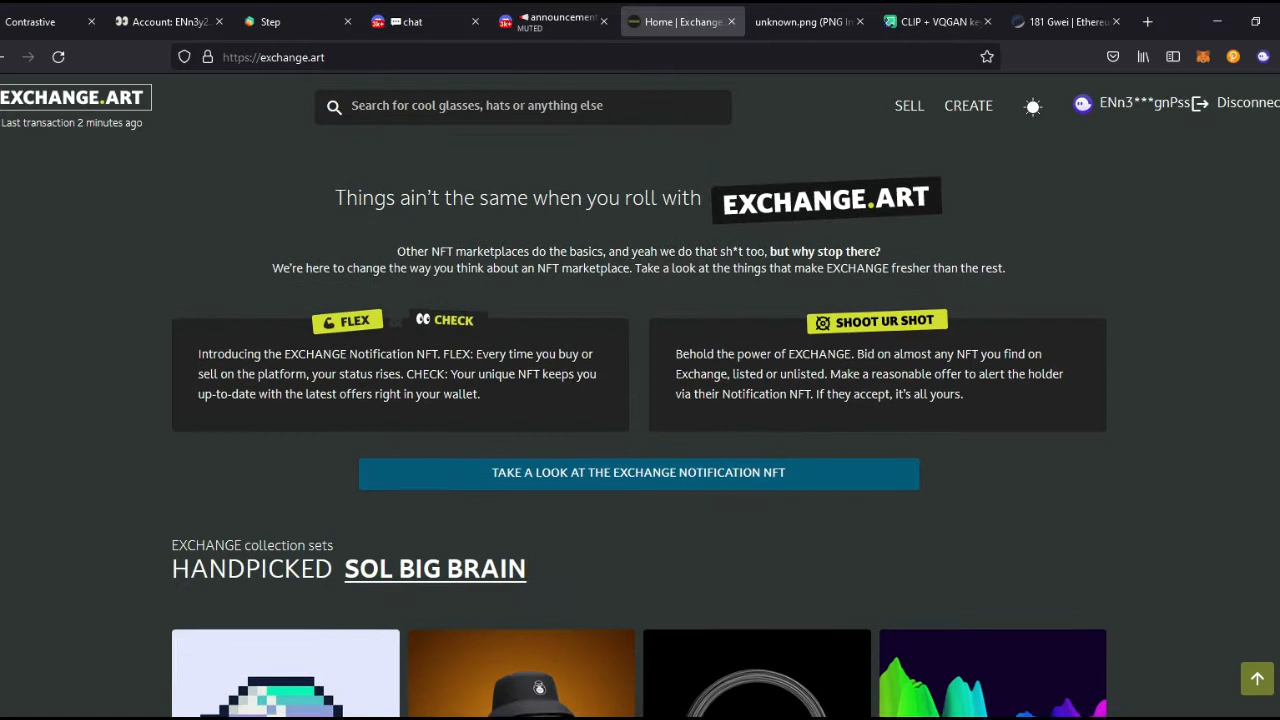 Contrastive
Account: ENn3y2
Step
chat
announcement
MUTED
Home | Exchange
unknown.png (PNG
CLIP + VQGAN
181 Gwei |
https://exchange.art
EXCHANGE.ART
Last transaction 2 minutes ago
Search for cool glasses, hats or anything else
SELL
CREATE
ENn3***gnPss
Disconnec
Things ain't the same when you roll with EXCHANGE.ART
Other NFT marketplaces do the basics, and yeah we do that sh*t too, but why stop there?
We're here to change the way you think about an NFT marketplace. Take a look at the things that make EXCHANGE fresher than the rest.
FLEX
CHECK
Introducing the EXCHANGE Notification NFT. FLEX: Every time you buy or
sell on the platform, your status rises. CHECK: Your unique NFT keeps you
up-to-date with the latest offers right in your wallet.
SHOOT UR SHOT
Behold the power of EXCHANGE. Bid on almost any NFT you find on
Exchange, listed or unlisted. Make a reasonable offer to alert the holder
via their Notification NFT. If they accept, it's all yours.
TAKE A LOOK AT THE EXCHANGE NOTIFICATION NFT
EXCHANGE collection sets
HANDPICKED SOL BIG BRAIN